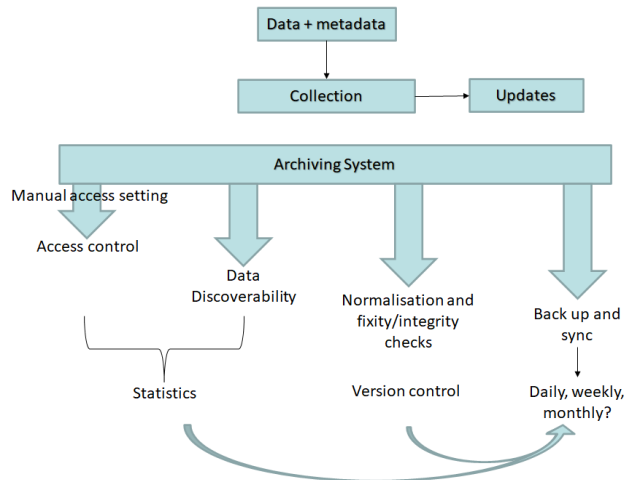 Data + metadata
Collection
Updates
Archiving System
Manual access setting
Access control
Data
Discoverability
Normalisation and
fixity/integrity
checks
Back up and
sync
Statistics
Version control
Daily, weekly,
monthly?